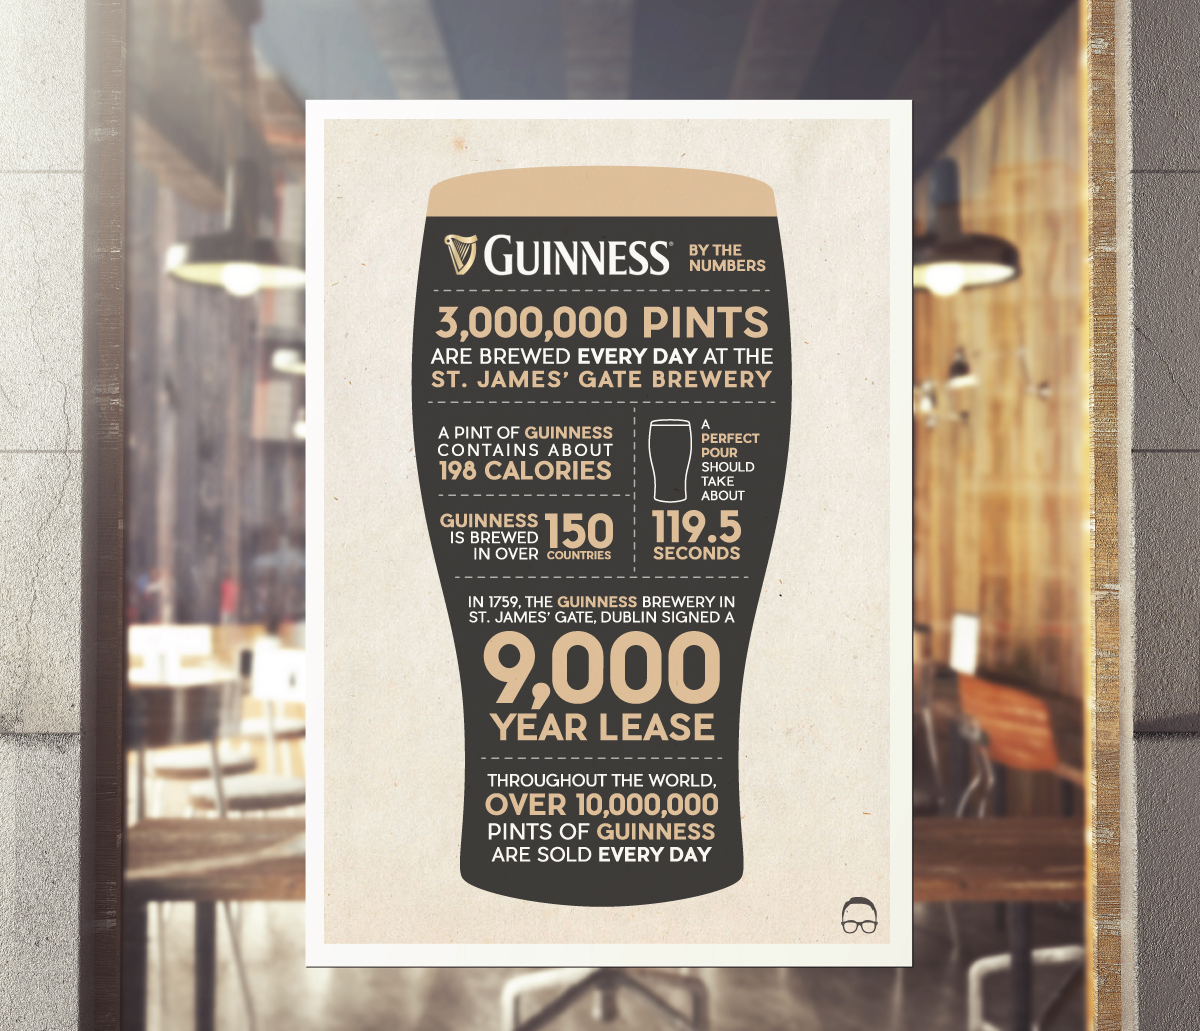 GUINNESS®
BY THE
NUMBERS
3,000,000 PINTS
ARE BREWED EVERY DAY AT THE
ST. JAMES' GATE BREWERY
A PINT OF GUINNESS
CONTAINS ABOUT
198 CALORIES
GUINNESS
IS BREWED
IN OVER
150
COUNTRIES
A
PERFECT
POUR
SHOULD
TAKE
ABOUT
119.5
SECONDS
IN 1759, THE GUINNESS BREWERY IN
ST. JAMES' GATE, DUBLIN SIGNED A
9,000
YEAR LEASE
THROUGHOUT THE WORLD,
OVER 10,000,000
PINTS OF GUINNESS
ARE SOLD EVERY DAY